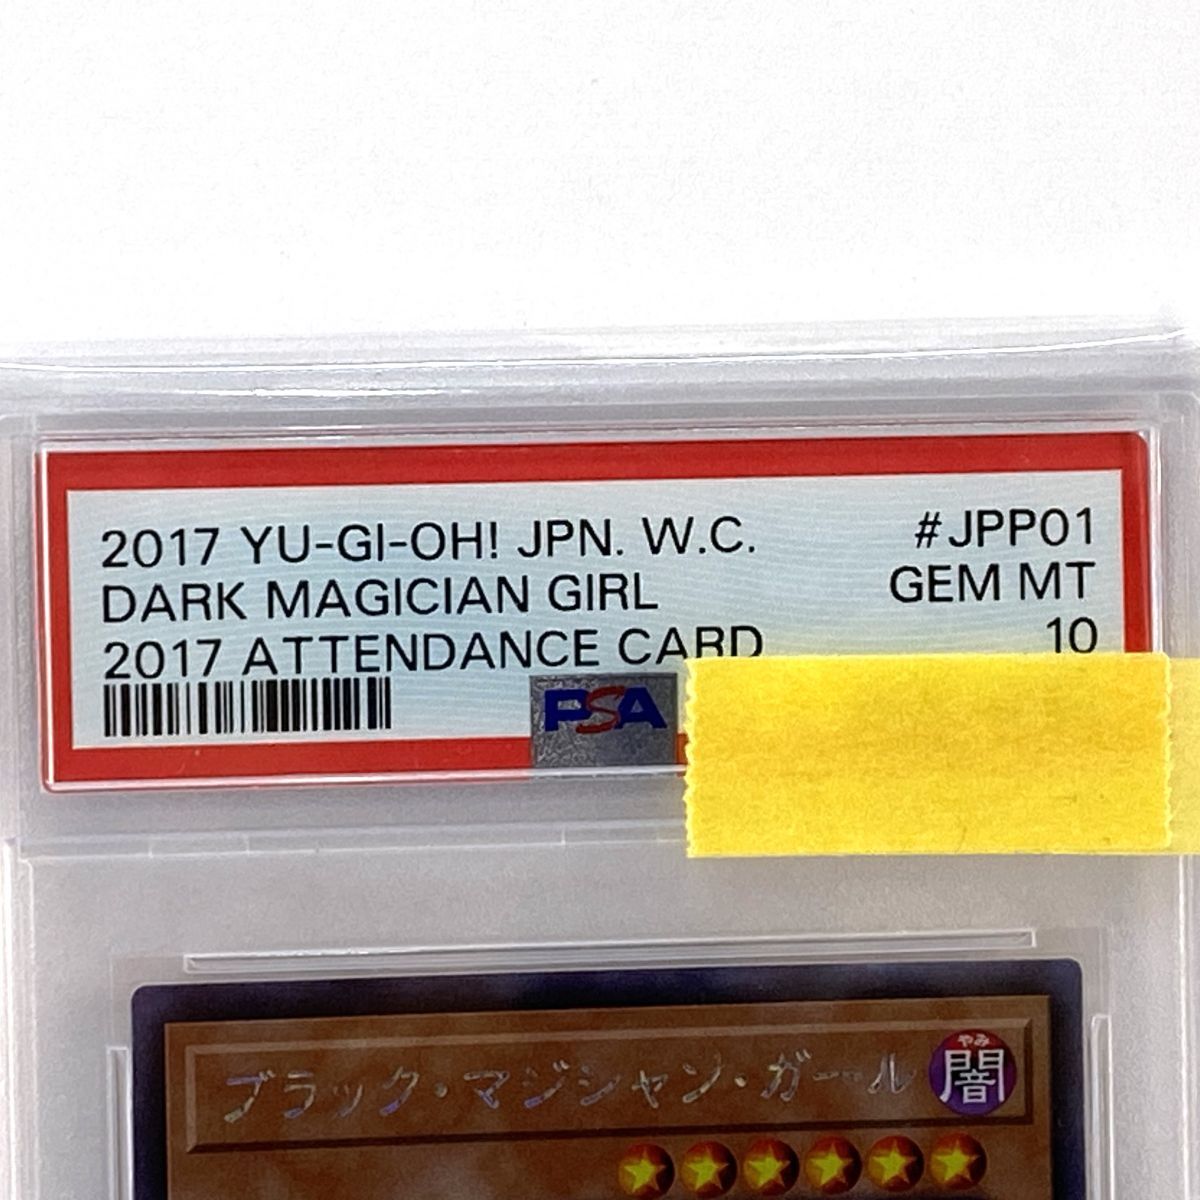 2017 YU-GI-OH! JPN. W.C. #JPP01
DARK MAGICIAN GIRL GEM MT
2017 ATTENDANCE CARD 10
PSA
ブラック・マジシャン・ガール
やみ
闇